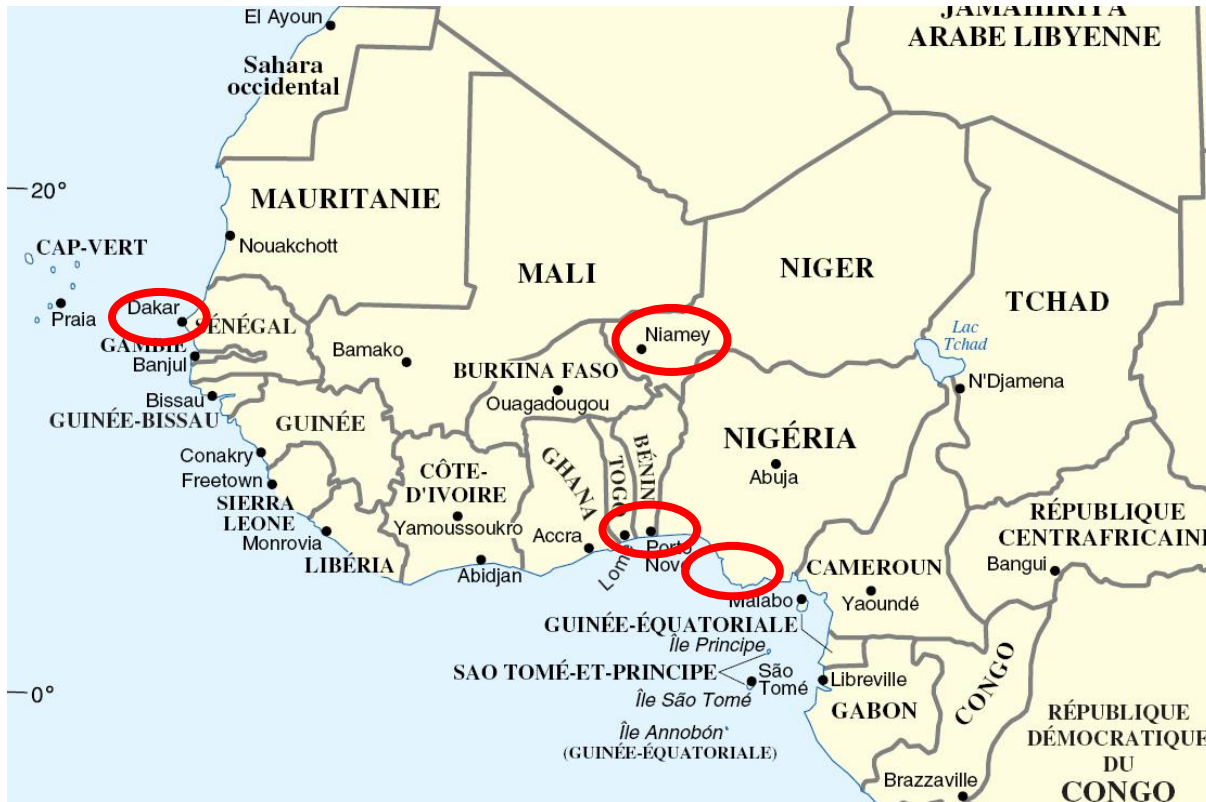 El Ayoun
JAMAHIRIYA
ARABE LIBYENNE
Sahara
occidental
20°
MAURITANIE
CAP-VERT
Nouakchott
MALI
NIGER
TCHAD
Dakar
Praia
SÉNÉGAL
Niamey
Lac
Tchad
GAMBIE
Banjul
Bamako
BURKINA FASO
N'Djamena
Bissau
Ouagadougou
GUINÉE-BISSAU
GUINÉE
NIGÉRIA
BÉNIN
TOGO
GHANA
Conakry
CÔTE-
D'IVOIRE
Abuja
Freetown
SIERRA
LEONE
Yamoussoukro
RÉPUBLIQUE
CENTRAFRICAINE
Monrovia
Accra
Porto
Novo
Lomé
LIBÉRIA
Abidjan
CAMEROUN
Bangui
Malabo
Yaoundé
GUINÉE-ÉQUATORIALE
Île Principe
SAO TOMÉ-ET-PRINCIPE
São
Tomé
Libreville
CONGO
0°
Île São Tomé
GABON
Île Annobón
(GUINÉE-ÉQUATORIALE)
RÉPUBLIQUE
DÉMOCRATIQUE
DU
CONGO
Brazzaville